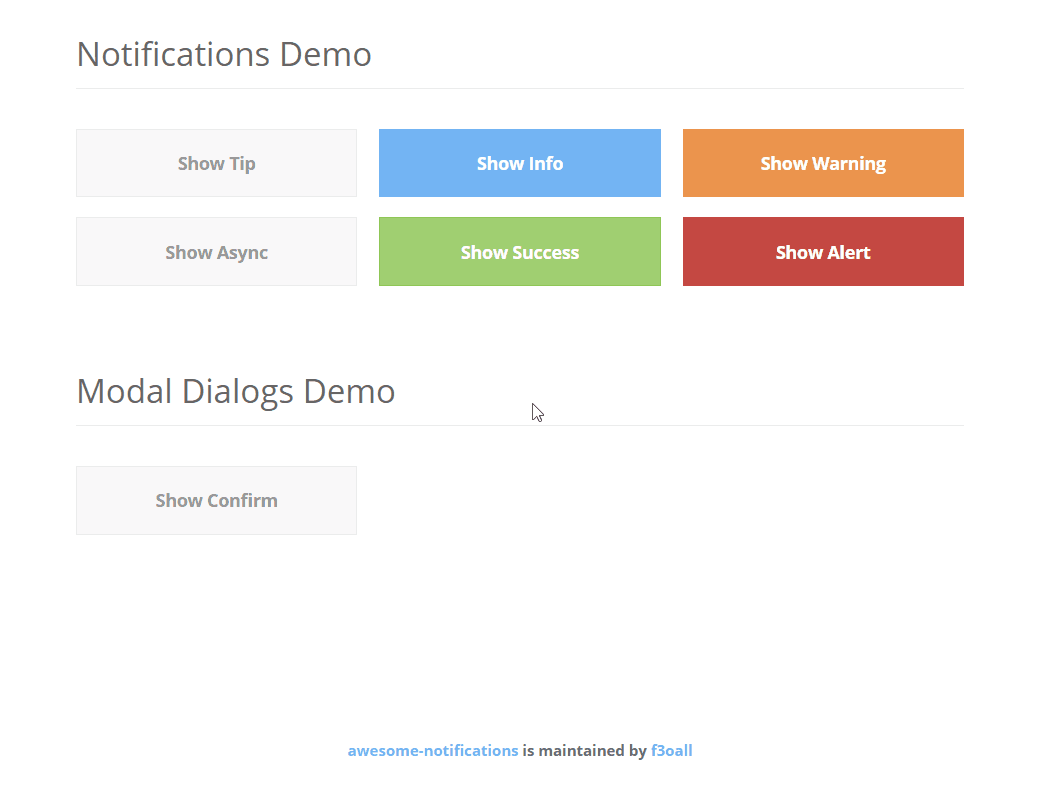 Notifications Demo
Show Tip
Show Info
Show Warning
Show Async
Show Success
Show Alert
Modal Dialogs Demo
Show Confirm
awesome-notifications is maintained by f3oall